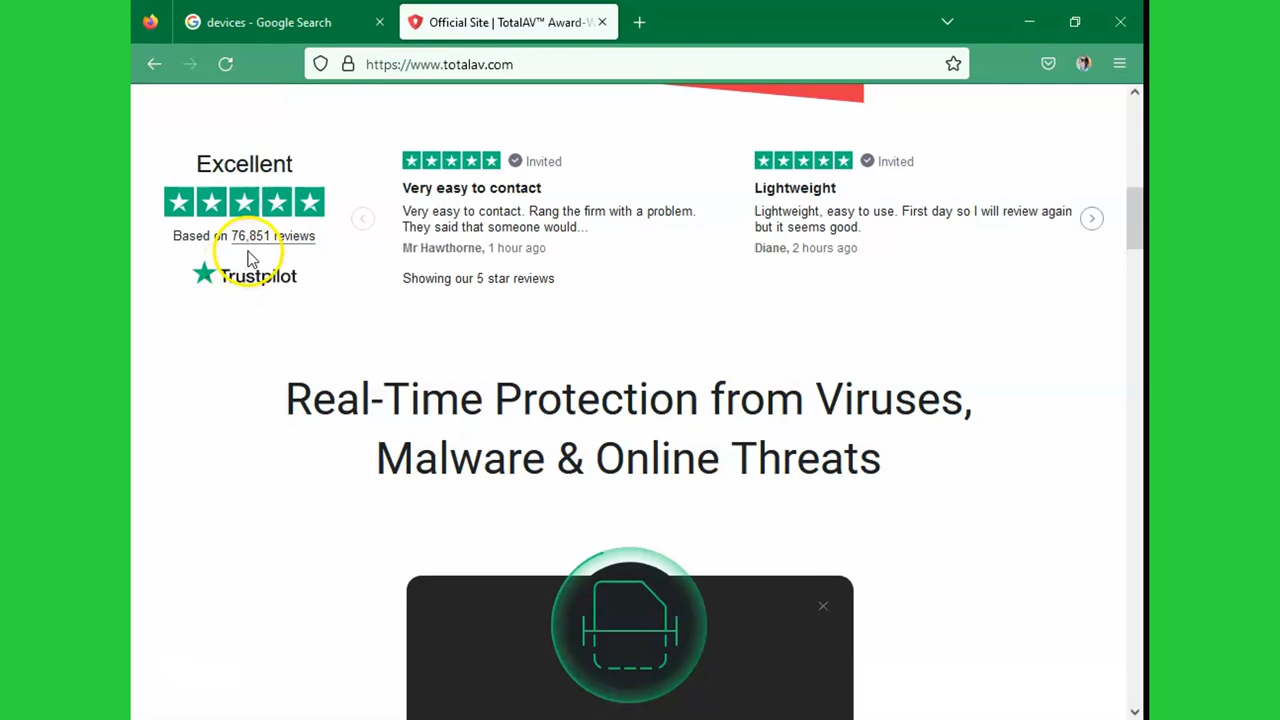 devices - Google Search
Official Site | TotalAV™ Award-W
https://www.totalav.com
Excellent
Based on 76,851 reviews
Trustpilot
Invited
Very easy to contact
Very easy to contact. Rang the firm with a problem.
They said that someone would...
Mr Hawthorne, 1 hour ago
Showing our 5 star reviews
Invited
Lightweight
Lightweight, easy to use. First day so I will review again
but it seems good.
Diane, 2 hours ago
Real-Time Protection from Viruses,
Malware & Online Threats